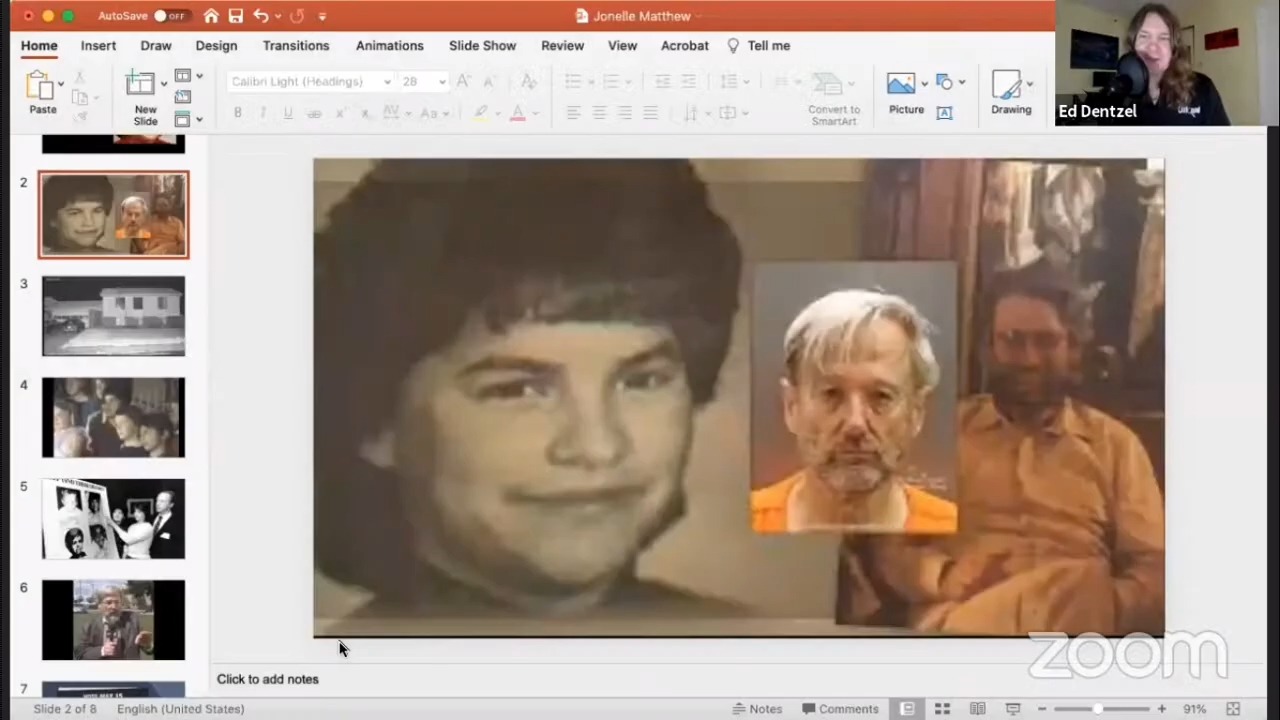 AutoSave OFF
Jonelle Matthew
Home Insert Draw Design Transitions Animations Slide Show Review View Acrobat Tell me
Calibri Light (Headings) 28
Paste
New Slide
Convert to SmartArt
Picture
Drawing
Ed Dentzel
2
3
4
5
6
7
zoom
Click to add notes
Slide 2 of 8 English (United States) Notes Comments 91%